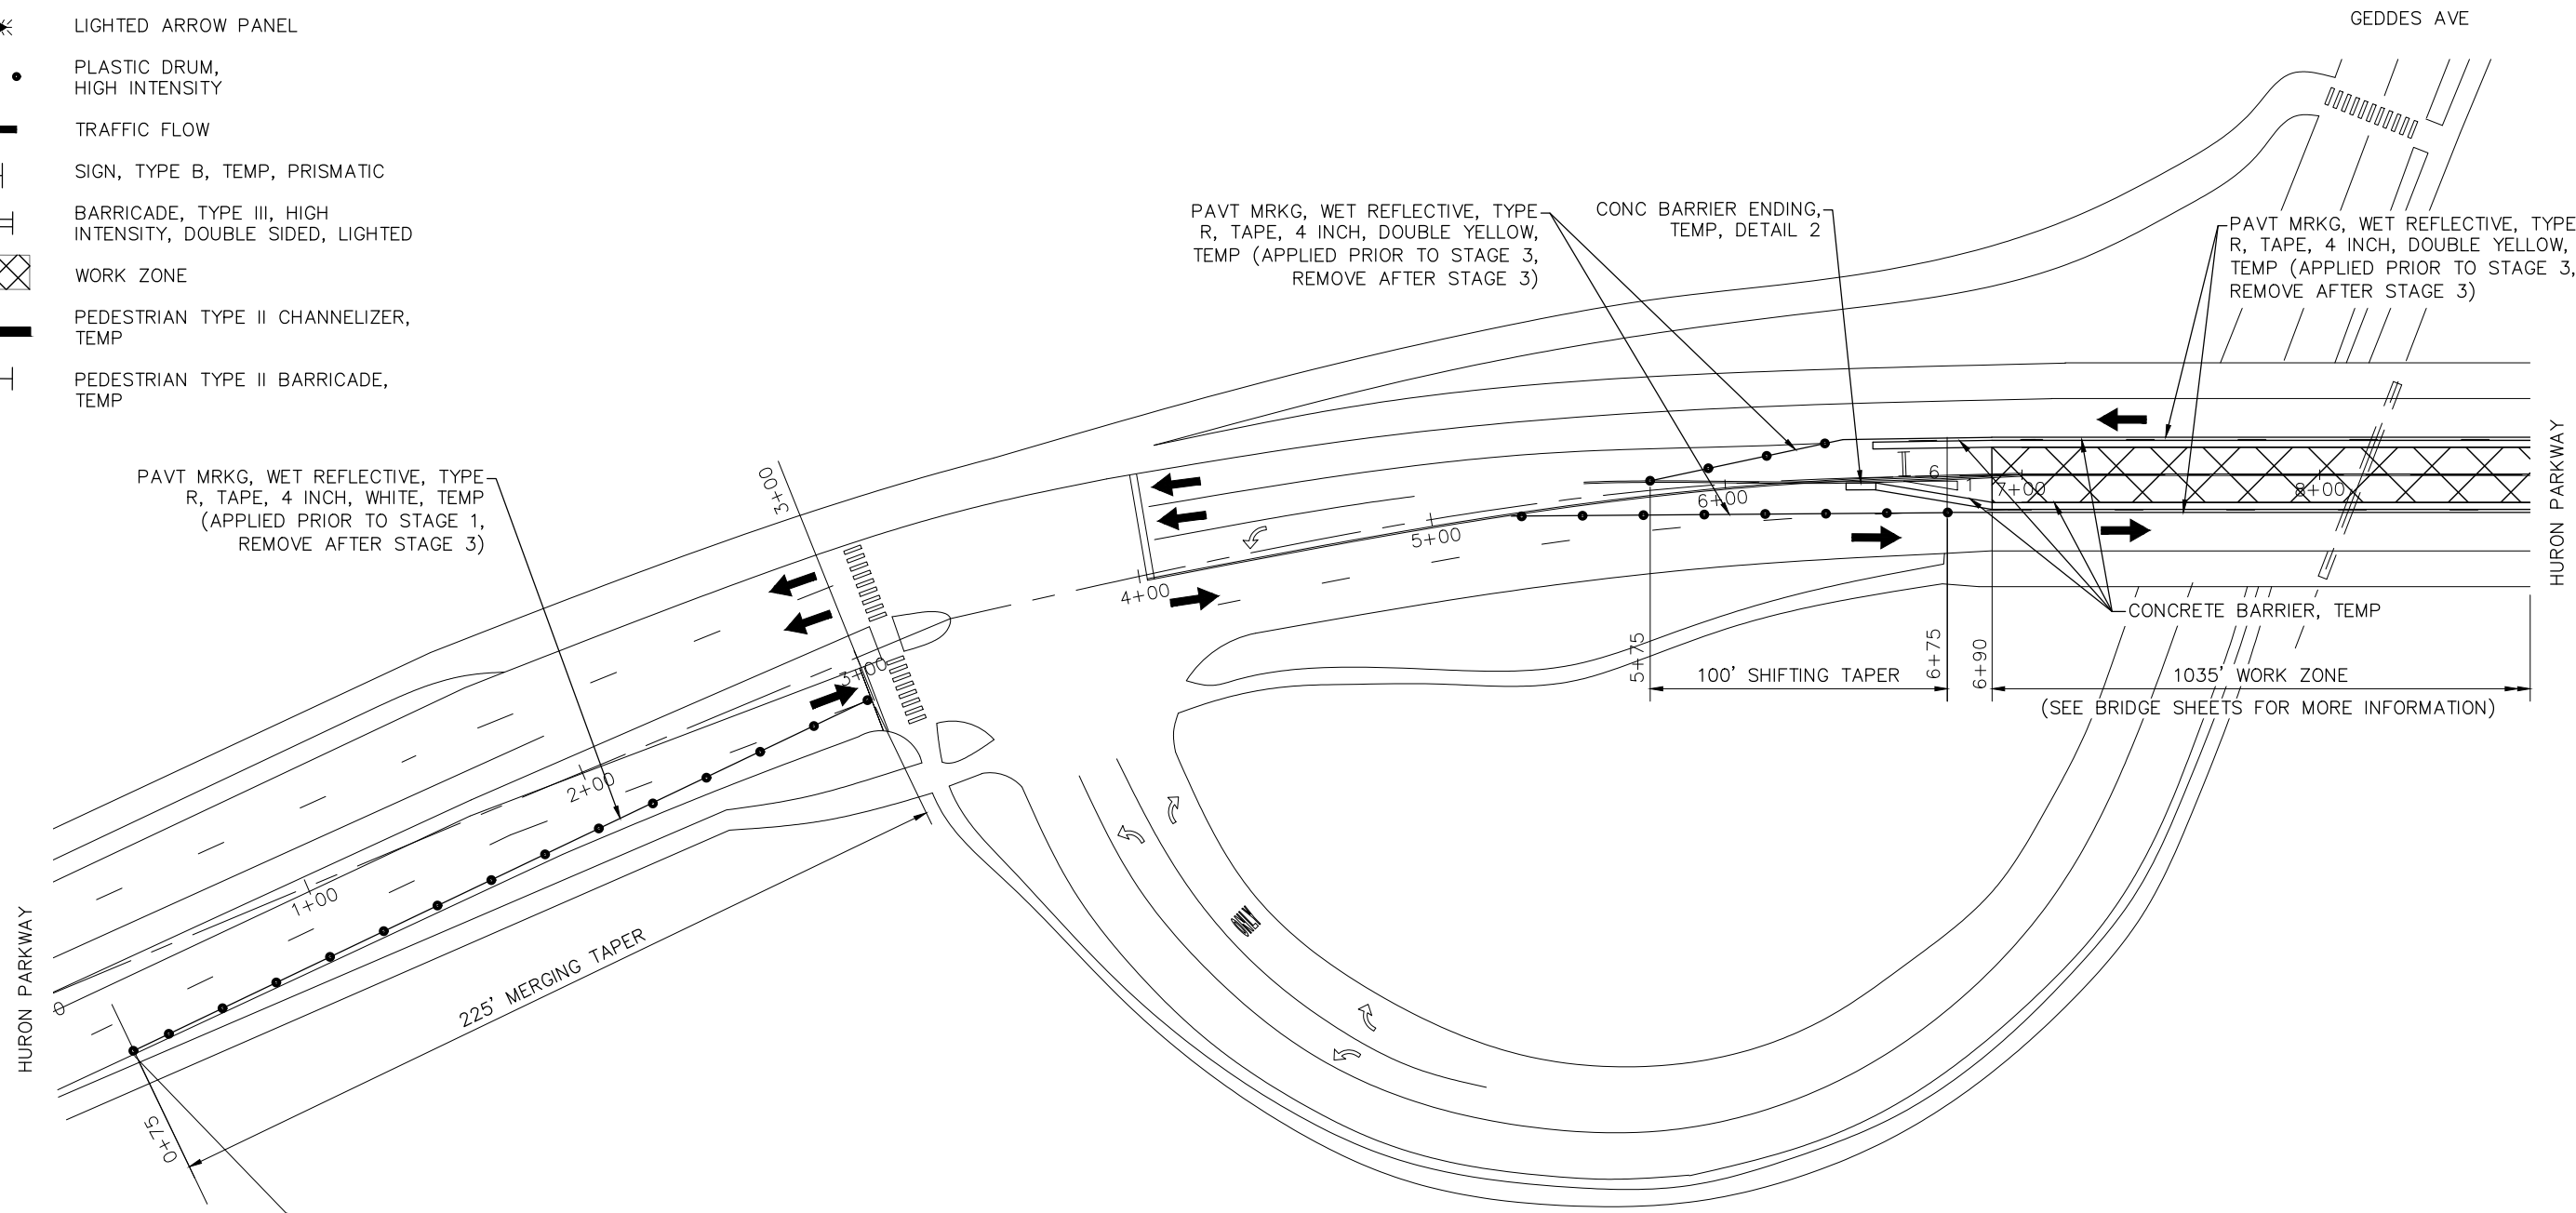 LIGHTED ARROW PANEL
PLASTIC DRUM,
HIGH INTENSITY
TRAFFIC FLOW
SIGN, TYPE B, TEMP, PRISMATIC
BARRICADE, TYPE III, HIGH
INTENSITY, DOUBLE SIDED, LIGHTED
WORK ZONE
PEDESTRIAN TYPE II CHANNELIZER,
TEMP
PEDESTRIAN TYPE II BARRICADE,
TEMP
GEDDES AVE
PAVT MRKG, WET REFLECTIVE, TYPE
R, TAPE, 4 INCH, DOUBLE YELLOW,
TEMP (APPLIED PRIOR TO STAGE 3,
REMOVE AFTER STAGE 3)
CONC BARRIER ENDING,
TEMP, DETAIL 2
PAVT MRKG, WET REFLECTIVE, TYPE
R, TAPE, 4 INCH, DOUBLE YELLOW,
TEMP (APPLIED PRIOR TO STAGE 3,
REMOVE AFTER STAGE 3)
PAVT MRKG, WET REFLECTIVE, TYPE
R, TAPE, 4 INCH, WHITE, TEMP
(APPLIED PRIOR TO STAGE 1,
REMOVE AFTER STAGE 3)
3+00
6
1
7+00
8+00
6+00
5+00
4+00
3+00
2+00
1+00
0
HURON PARKWAY
CONCRETE BARRIER, TEMP
5+75
6+75
6+90
100' SHIFTING TAPER
1035' WORK ZONE
(SEE BRIDGE SHEETS FOR MORE INFORMATION)
ONLY
225' MERGING TAPER
HURON PARKWAY
0+75